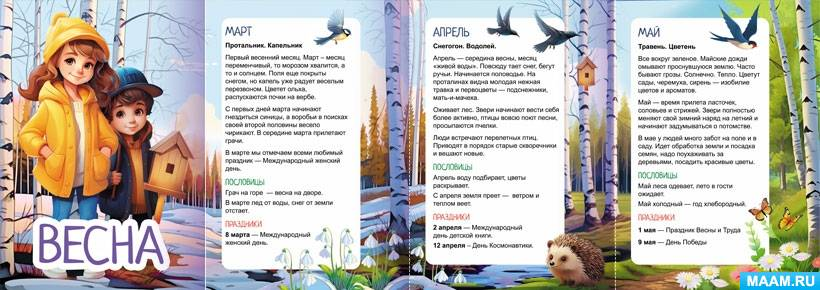 ВЕСНА
МАРТ
Протальник. Капельник
Первый весенний месяц. Март – месяц
переменчивый, то морозом хвалится, а
то и солнцем. Поля еще покрыты
снегом, но капель уже радует веселым
перезвоном. Цветет ольха,
распускаются почки на вербе.
С первых дней марта начинают
гнездиться синицы, а воробьи в поисках
своей второй половины весело
чирикают. В середине марта прилетают
грачи.
В марте мы отмечаем всеми любимый
праздник — Международный женский
день.
ПОСЛОВИЦЫ
Грач на горе — весна на дворе.
В марте лед от воды, снег от земли
отстает.
ПРАЗДНИКИ
8 марта — Международный
женский день.
АПРЕЛЬ
Снегогон. Водолей.
Апрель — середина весны, месяц
«живой воды». Повсюду тает снег, бегут
ручьи. Начинается половодье. На
проталинах видна молодая нежная
травка и первоцветы — подснежники,
мать-и-мачеха.
Оживает лес. Звери начинают вести себя
более активно, птицы вовсю поют песни,
просыпаются пчелки.
Люди встречают перелетных птиц.
Приводят в порядок старые скворечники
и вешают новые.
ПОСЛОВИЦЫ
Апрель воду подбирает, цветы
раскрывает.
С апреля земля преет — ветром и
теплом веет.
ПРАЗДНИКИ
2 апреля — Международный
день детской книги.
12 апреля – День Космонавтики.
МАЙ
Травень. Цветень
Все вокруг зеленое. Майские дожди
омывают проснувшуюся землю. Часто
бывают грозы. Солнечно. Тепло. Цветут
сады, черемуха, сирень — изобилие
цветов и ароматов.
Май — время прилета ласточек,
соловьев и стрижей. Звери полностью
меняют свой зимний наряд на летний и
начинают задумываться о потомстве.
В мае у людей много забот на поле и в
саду. Идет обработка земли и посадка
семян, надо поухаживать за
деревьями, посадить красивые цветы.
ПОСЛОВИЦЫ
Май леса одевает, лето в гости
ожидает.
Май холодный — год хлебородный.
ПРАЗДНИКИ
1 мая — Праздник Весны и Труда
9 мая — День Победы
MAAM.RU